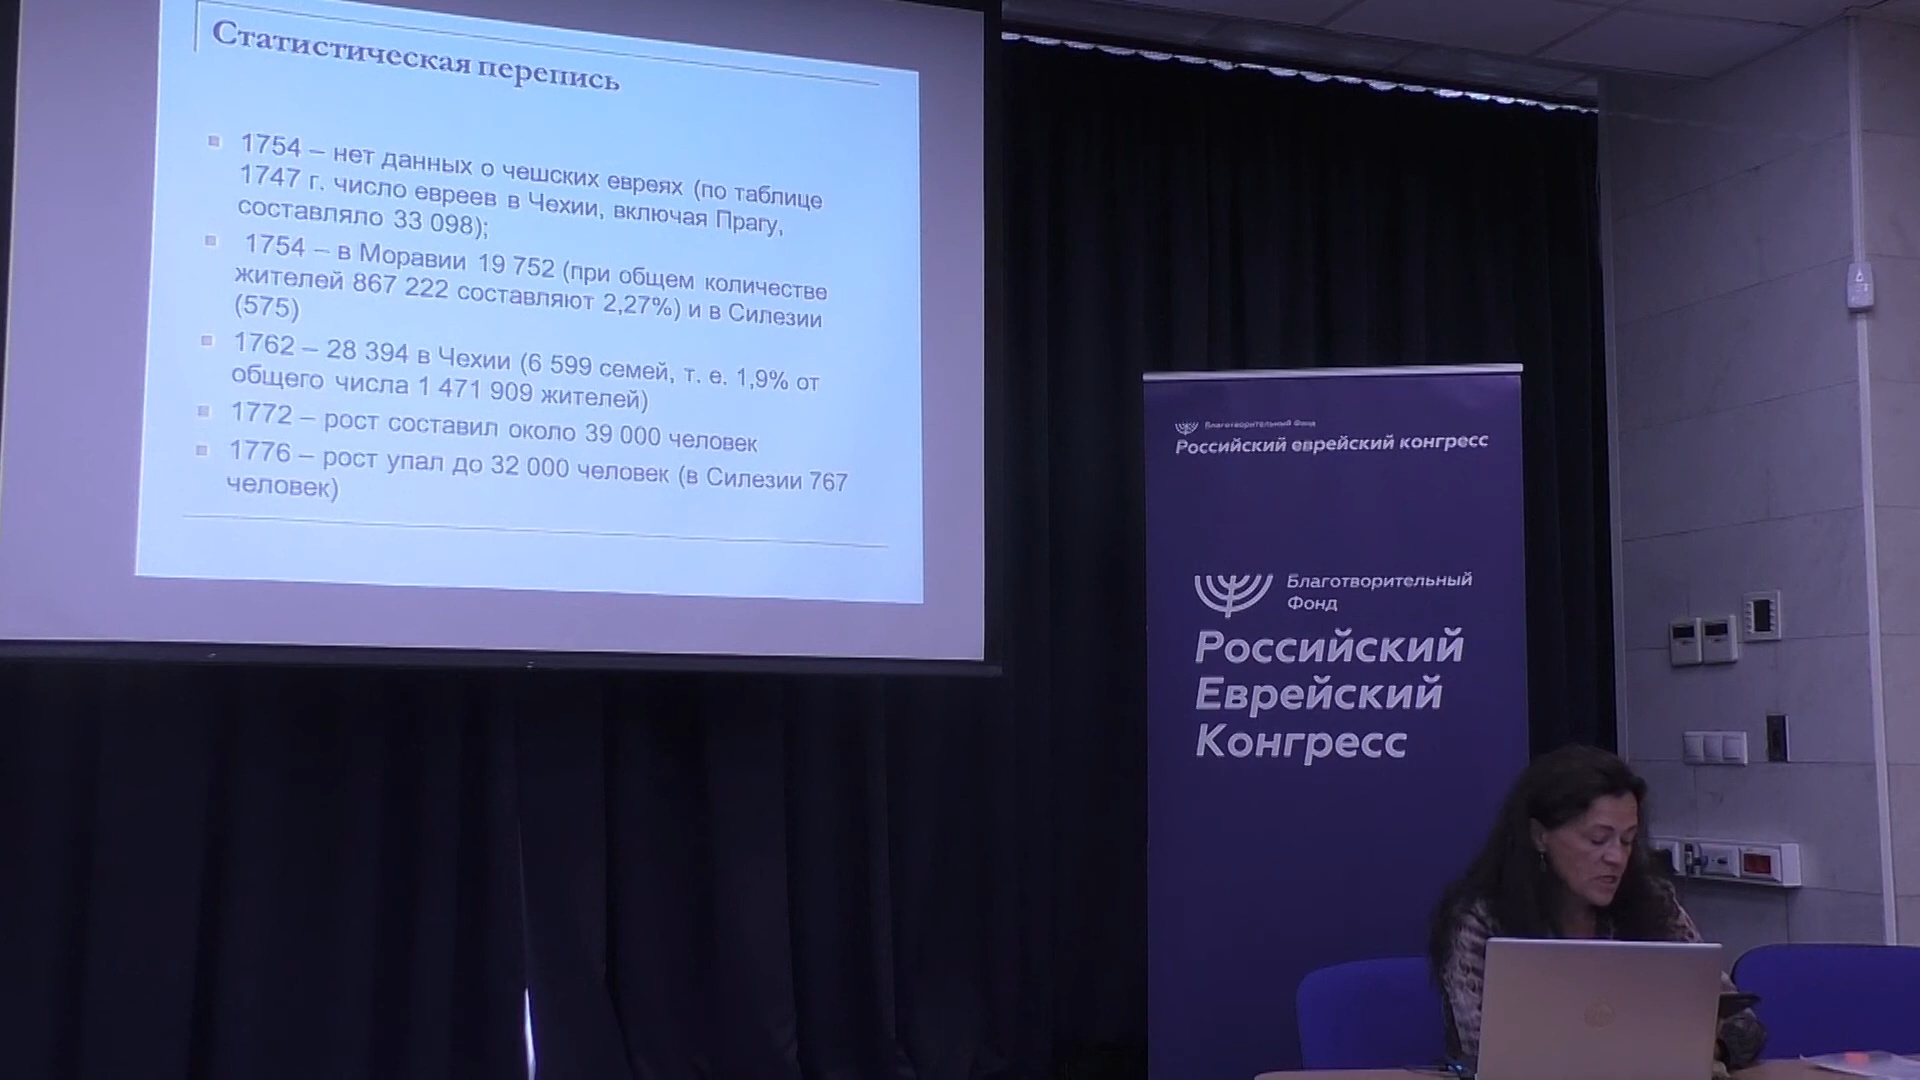 Статистическая перепись
1754 – нет данных о чешских евреях (по таблице
1747 г. число евреев в Чехии, включая Прагу,
составляло 33 098);
1754 – в Моравии 19 752 (при общем количестве
жителей 867 222 составляют 2,27%) и в Силезии
(575)
1762 – 28 394 в Чехии (6 599 семей, т. е. 1,9% от
общего числа 1 471 909 жителей)
1772 – рост составил около 39 000 человек
1776 – рост упал до 32 000 человек (в Силезии 767
человек)
Благотворительный Фонд
Российский еврейский конгресс
Благотворительный
Фонд
Российский
Еврейский
Конгресс